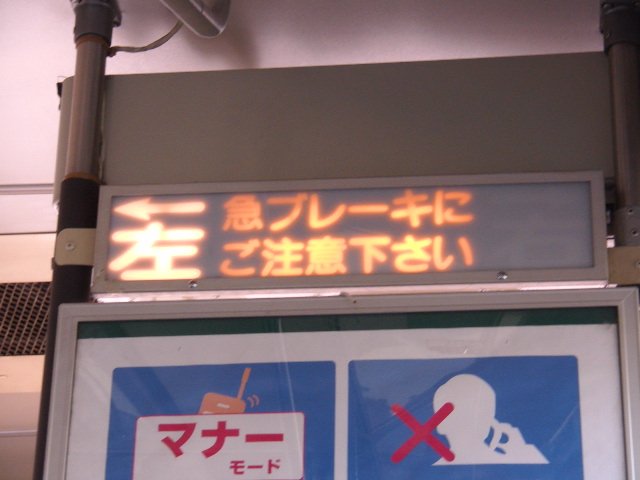 ←
左
急ブレーキに
ご注意下さい
マナー
モード